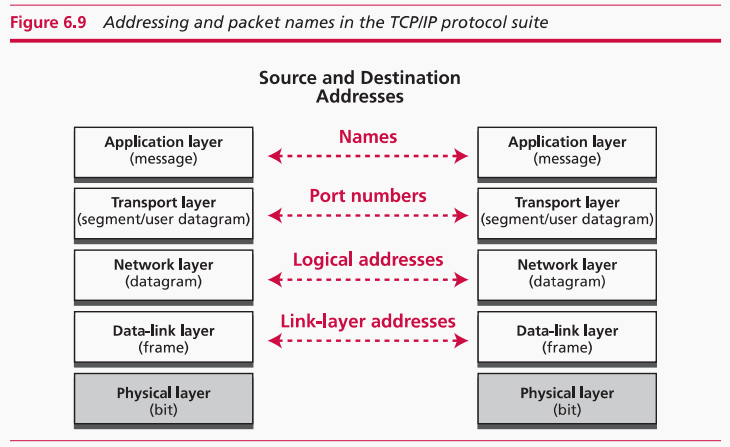 Figure 6.9 Addressing and packet names in the TCP/IP protocol suite
Source and Destination
Addresses
Application layer
(message)
Names
Application layer
(message)
Transport layer
(segment/user datagram)
Port numbers
Transport layer
(segment/user datagram)
Network layer
(datagram)
Logical addresses
Network layer
(datagram)
Data-link layer
(frame)
Link-layer addresses
Data-link layer
(frame)
Physical layer
(bit)
Physical layer
(bit)